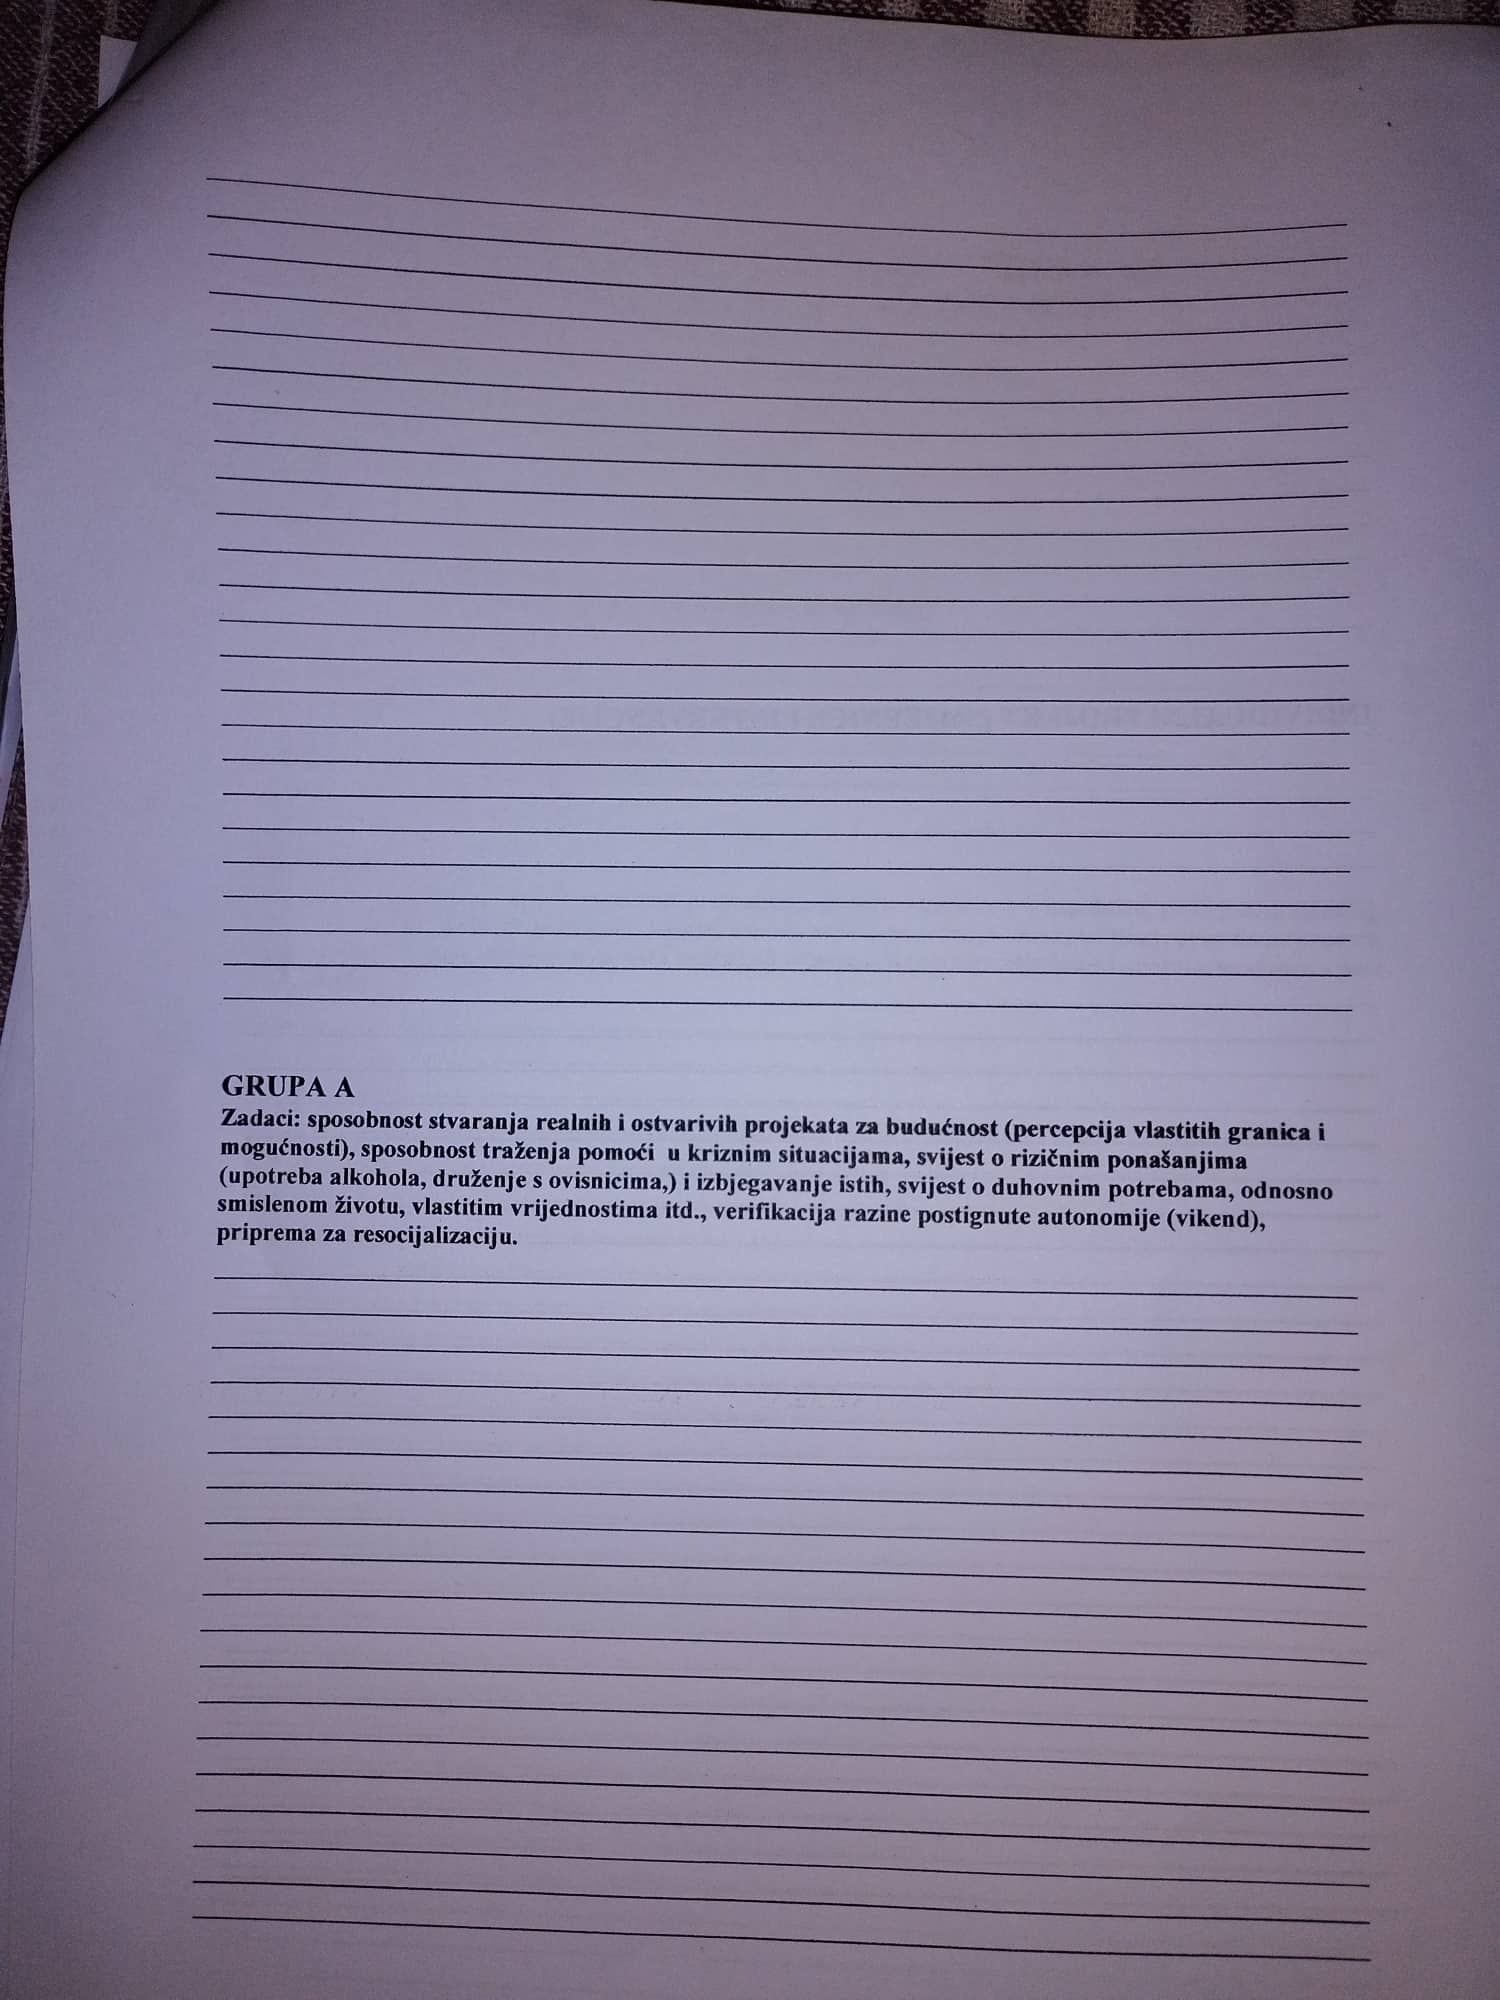 GRUPA A
Zadaci: sposobnost stvaranja realnih i ostvarivih projekata za budućnost (percepcija vlastitih granica i
mogućnosti), sposobnost traženja pomoći u kriznim situacijama, svijest o rizičnim ponašanjima
(upotreba alkohola, druženje s ovisnicima,) i izbjegavanje istih, svijest o duhovnim potrebama, odnosno
smislenom životu, vlastitim vrijednostima itd., verifikacija razine postignute autonomije (vikend),
priprema za resocijalizaciju.